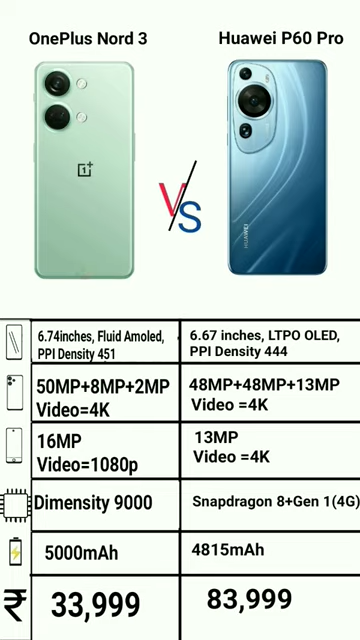 OnePlus Nord 3
Huawei P60 Pro
VS
HUAWEI
6.74inches, Fluid Amoled,
PPI Density 451
6.67 inches, LTPO OLED,
PPI Density 444
50MP+8MP+2MP
Video=4K
48MP+48MP+13MP
Video =4K
16MP
Video=1080p
13MP
Video =4K
Dimensity 9000
Snapdragon 8+Gen 1(4G)
5000mAh
4815mAh
₹ 33,999
83,999